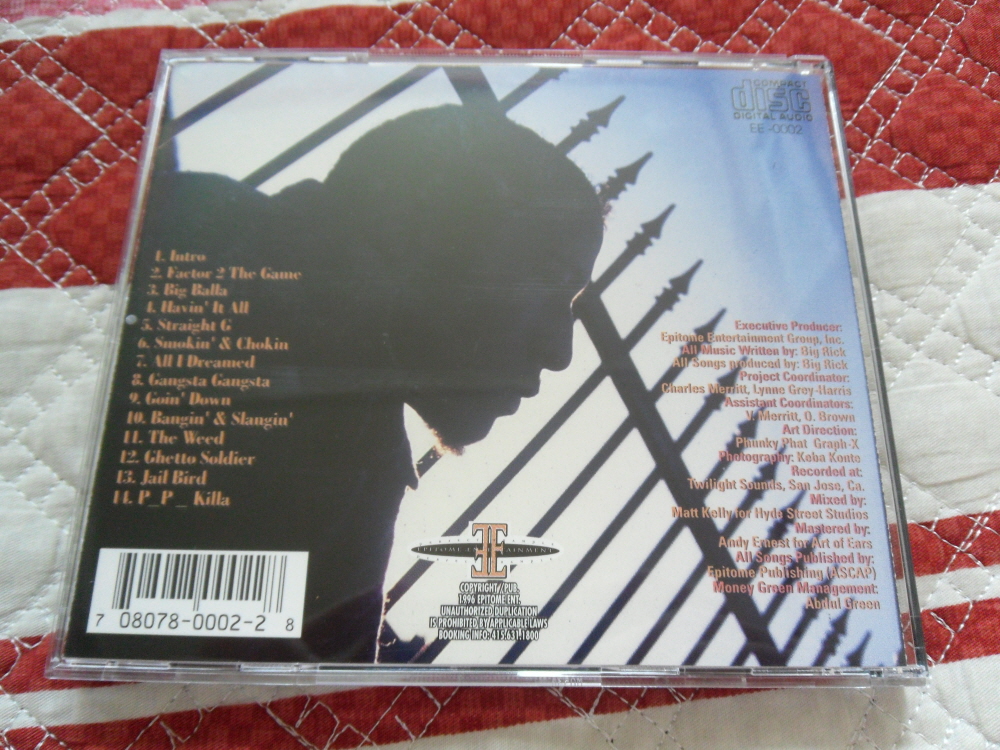 COMPACT
disc
DIGITAL AUDIO
EE-0002
1. Intro
2. Factor 2 The Game
3. Big Balla
4. Havin' It All
5. Straight G
6. Smokin' & Chokin
7. All I Dreamed
8. Gangsta Gangsta
9. Goin' Down
10. Bangin' & Slangin'
11. The Weed
12. Ghetto Soldier
13. Jail Bird
14. P_P_ Killa
Executive Producer:
Epitome Entertainment Group, Inc.
All Music Written by: Big Rick
All Songs produced by: Big Rick
Project Coordinator:
Charles Merritt, Lynne Grey-Harris
Assistant Coordinators:
V. Merritt, O. Brown
Art Direction:
Phunky Phat Graph-X
Photography: Keba Konte
Recorded at:
Twilight Sounds, San Jose, Ca.
Mixed by:
Matt Kelly for Hyde Street Studios
Mastered by:
Andy Ernest for Art of Ears
All Songs Published by:
Epitome Publishing (ASCAP)
Money Green Management:
Abdul Green
EPITOME ENTERTAINMENT
COPYRIGHT/PUB.
1996 EPITOME ENT.
UNAUTHORIZED DUPLICATION
IS PROHIBITED BY APPLICABLE LAWS
BOOKING INFO: 415.631.1800
7 08078-0002-2 8